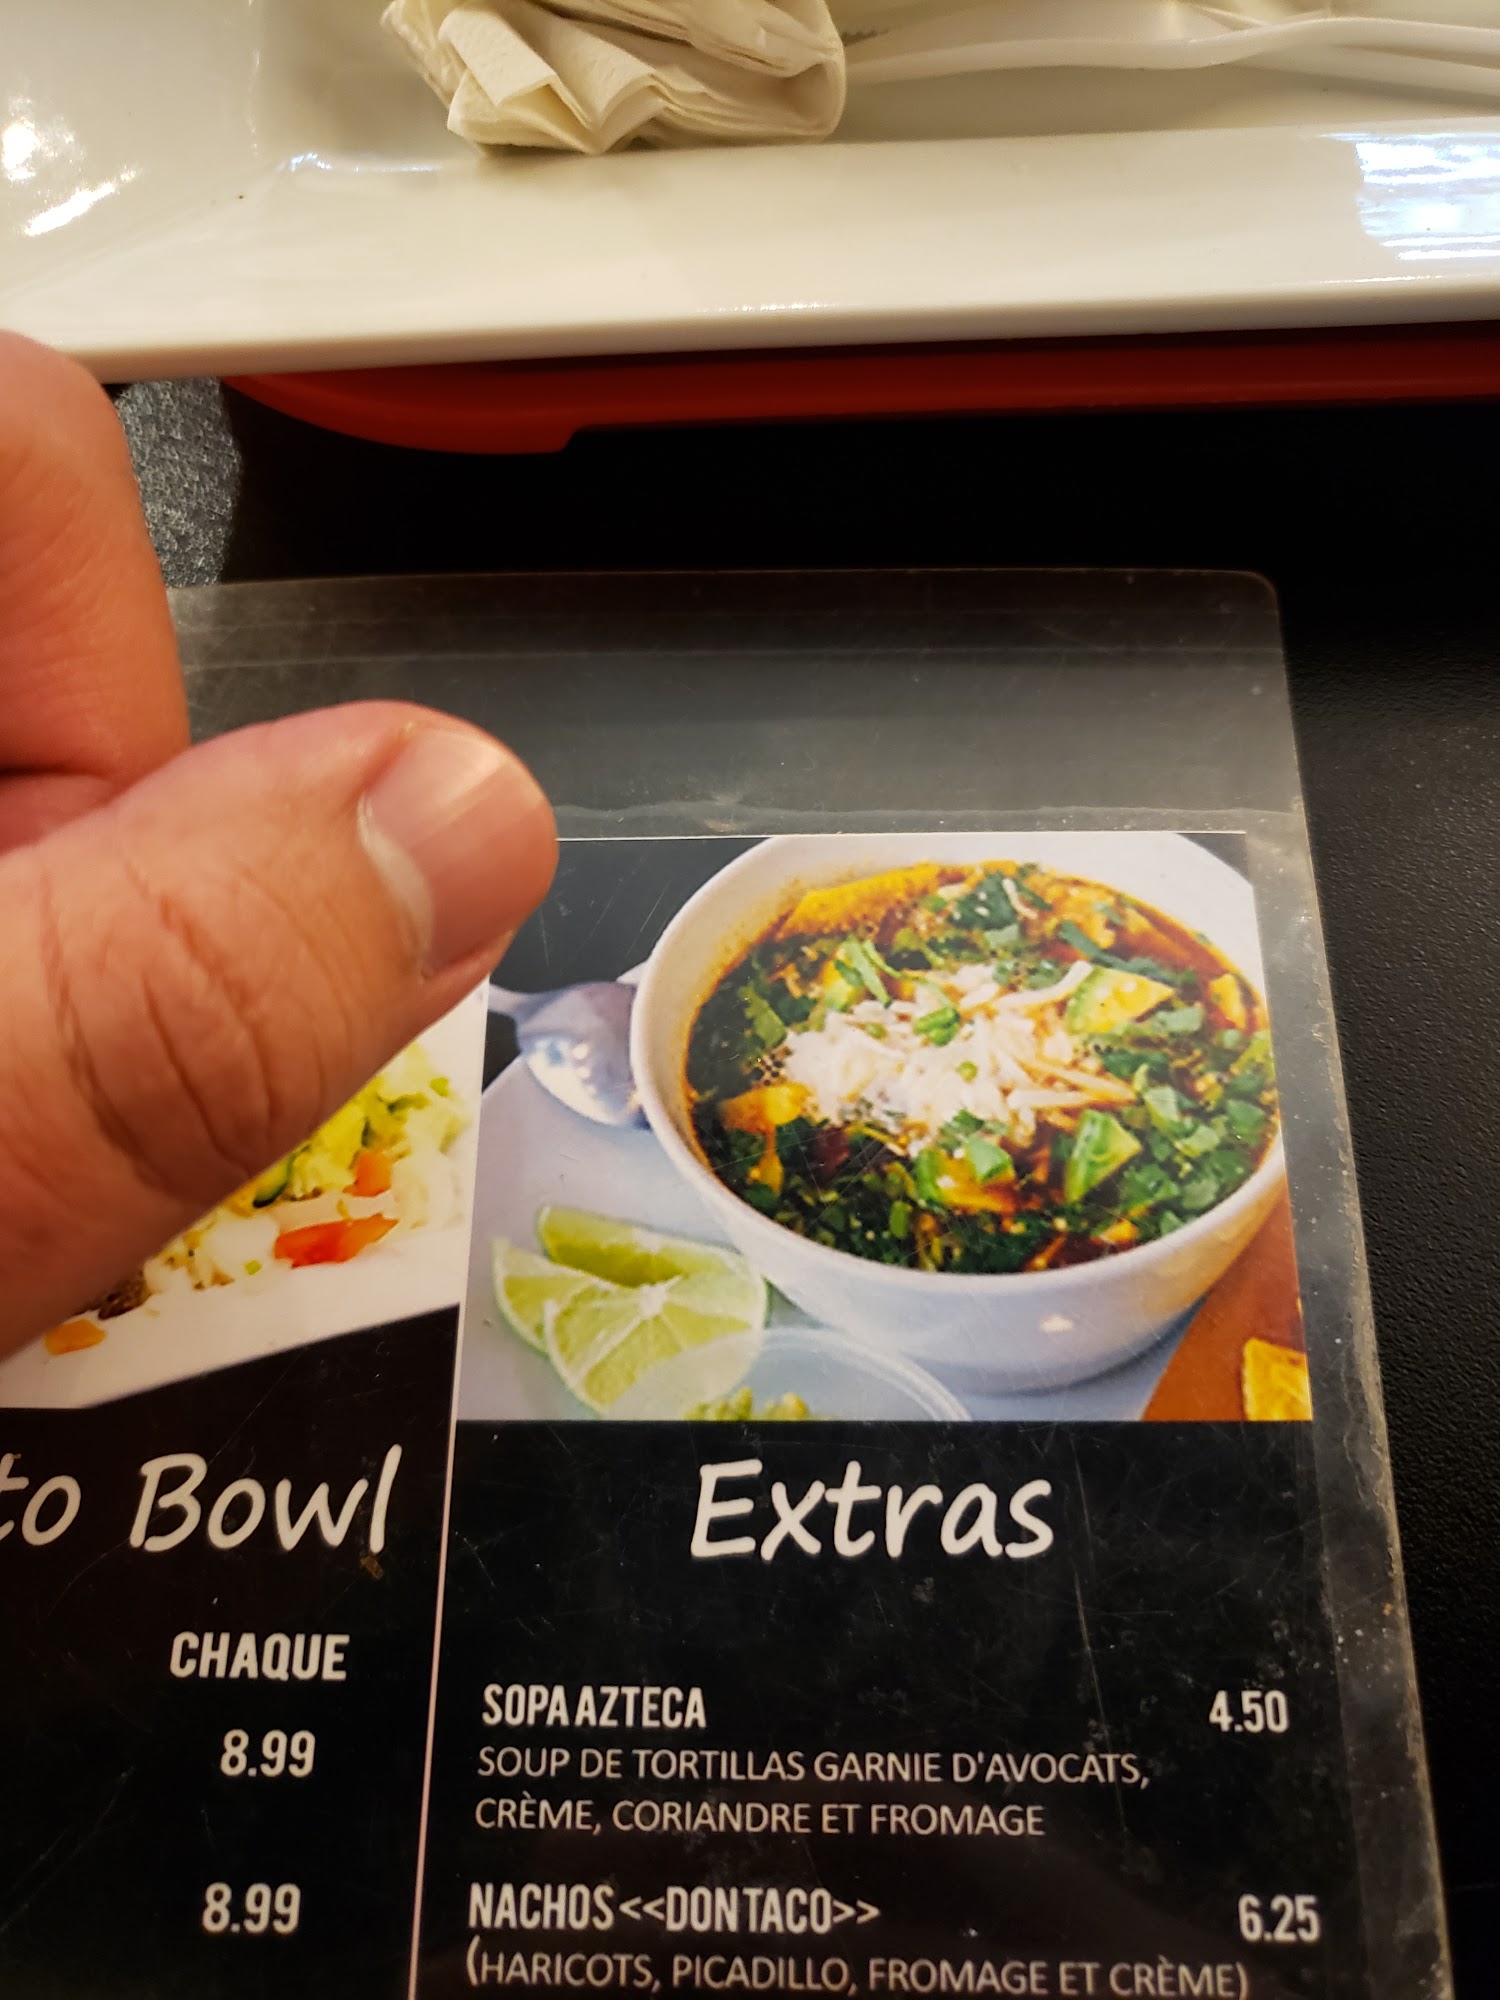 to Bowl
CHAQUE
8.99
8.99
Extras
SOPA AZTECA 4.50
SOUP DE TORTILLAS GARNIE D'AVOCATS,
CRÈME, CORIANDRE ET FROMAGE
NACHOS <<DON TACO>> 6.25
(HARICOTS, PICADILLO, FROMAGE ET CRÈME)